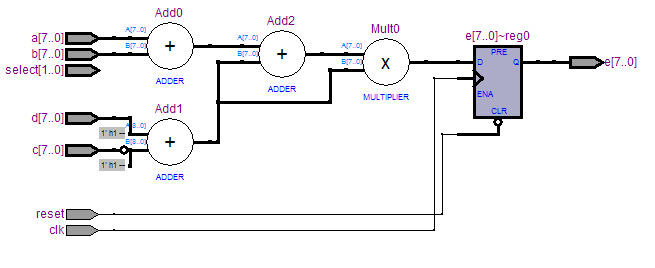 Add0
Add2
Mult0
e[7..0]~reg0
a[7..0]
A[7..0]
b[7..0]
B[7..0]
+
select[1..0]
ADDER
A[7..0]
B[7..0]
+
ADDER
A[7..0]
B[7..0]
x
MULTIPLIER
PRE
D
Q
ENA
CLR
e[7..0]
Add1
d[7..0]
A[8..0]
1' h1 --
c[7..0]
B[8..0]
+
1' h1 --
ADDER
reset
clk